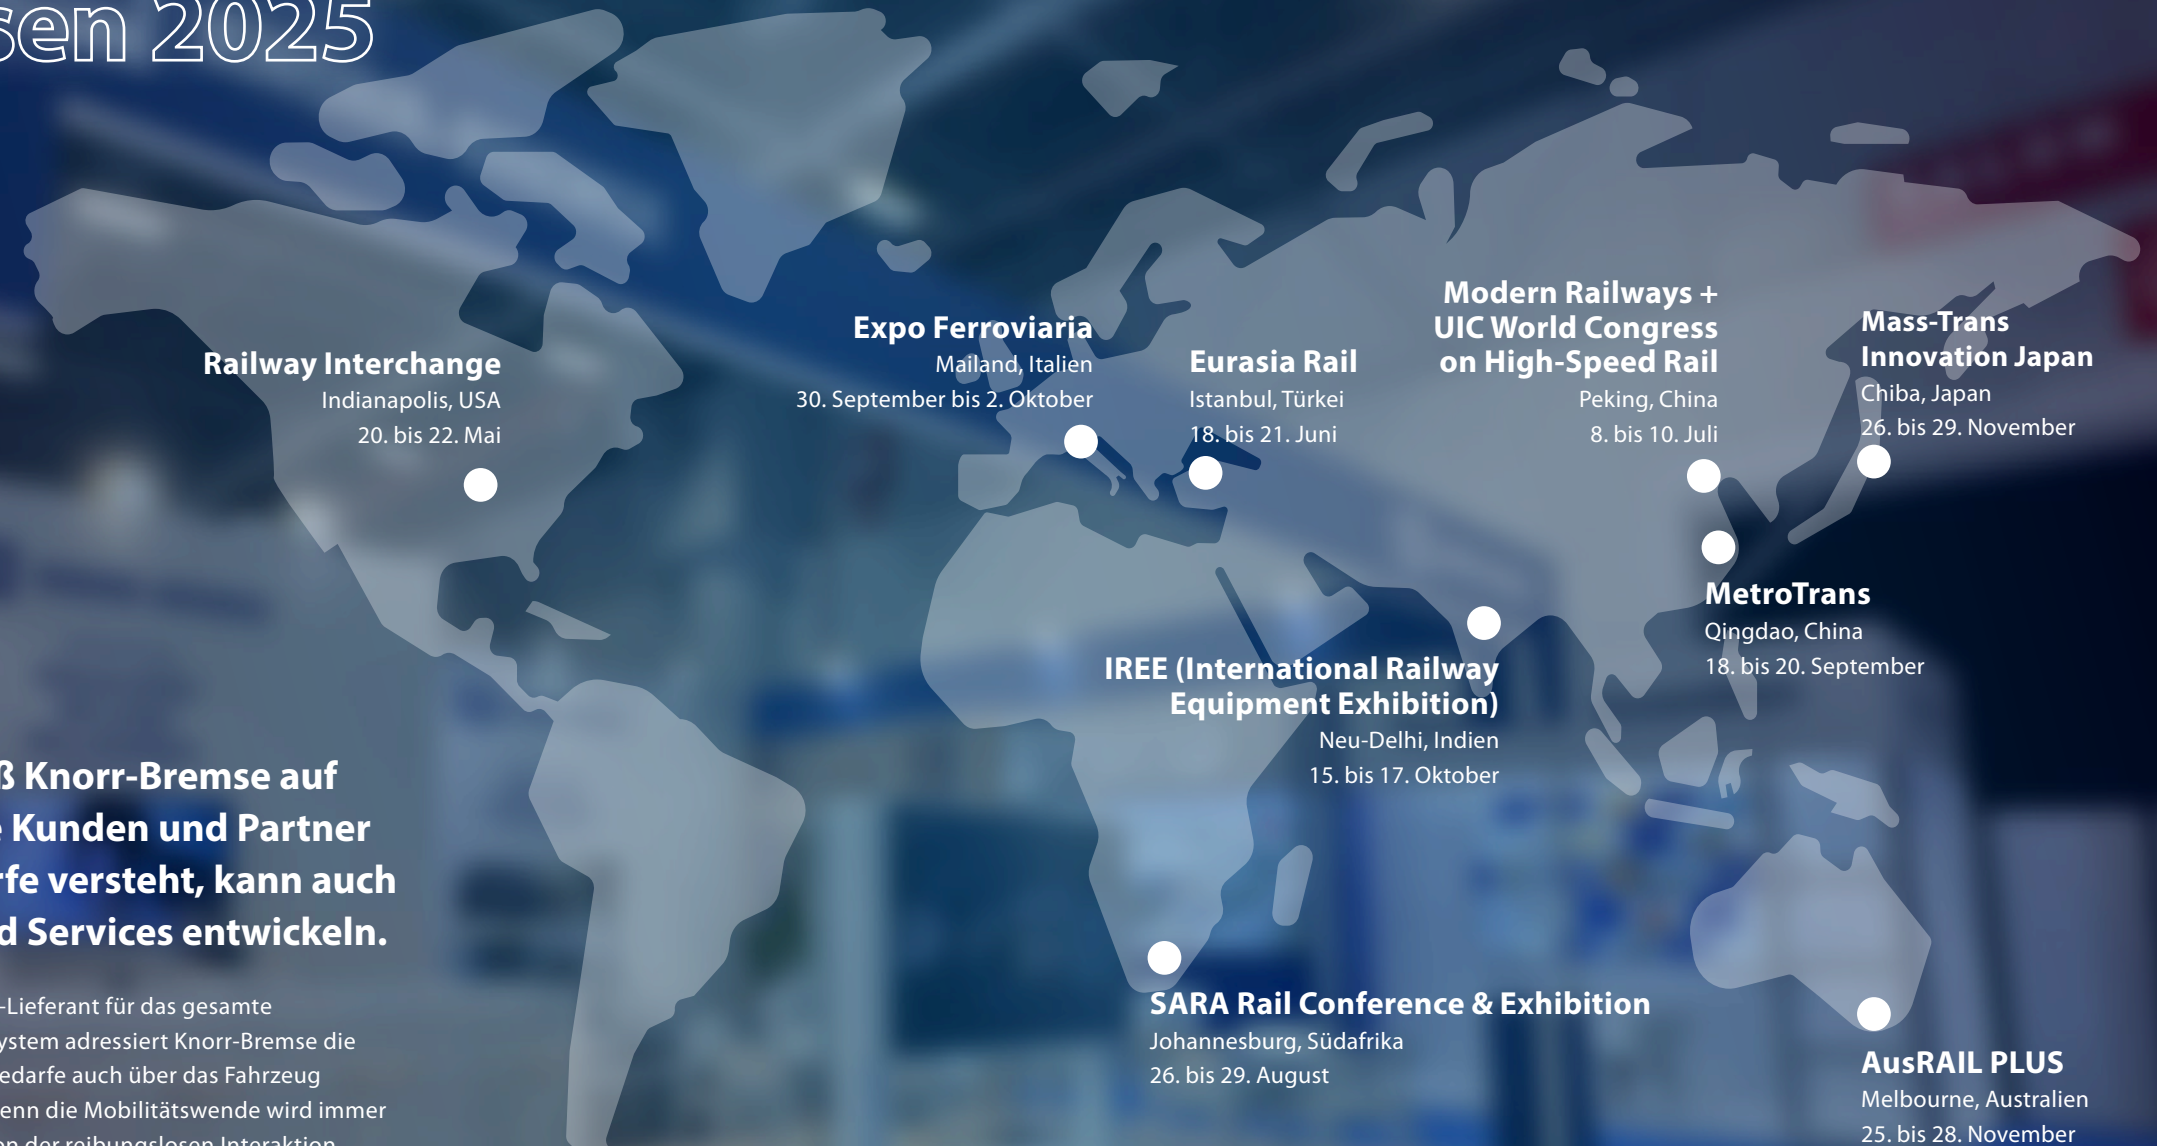 sen 2025
Railway Interchange
Indianapolis, USA
20. bis 22. Mai
Expo Ferroviaria
Mailand, Italien
30. September bis 2. Oktober
Eurasia Rail
Istanbul, Türkei
18. bis 21. Juni
Modern Railways +
UIC World Congress
on High-Speed Rail
Peking, China
8. bis 10. Juli
Mass-Trans
Innovation Japan
Chiba, Japan
26. bis 29. November
MetroTrans
Qingdao, China
18. bis 20. September
IREE (International Railway
Equipment Exhibition)
Neu-Delhi, Indien
15. bis 17. Oktober
SARA Rail Conference & Exhibition
Johannesburg, Südafrika
26. bis 29. August
AusRAIL PLUS
Melbourne, Australien
25. bis 28. November
ß Knorr-Bremse auf
e Kunden und Partner
rfe versteht, kann auch
d Services entwickeln.
-Lieferant für das gesamte
ystem adressiert Knorr-Bremse die
edarfe auch über das Fahrzeug
enn die Mobilitätswende wird immer
on der reibungslosen Interaktion